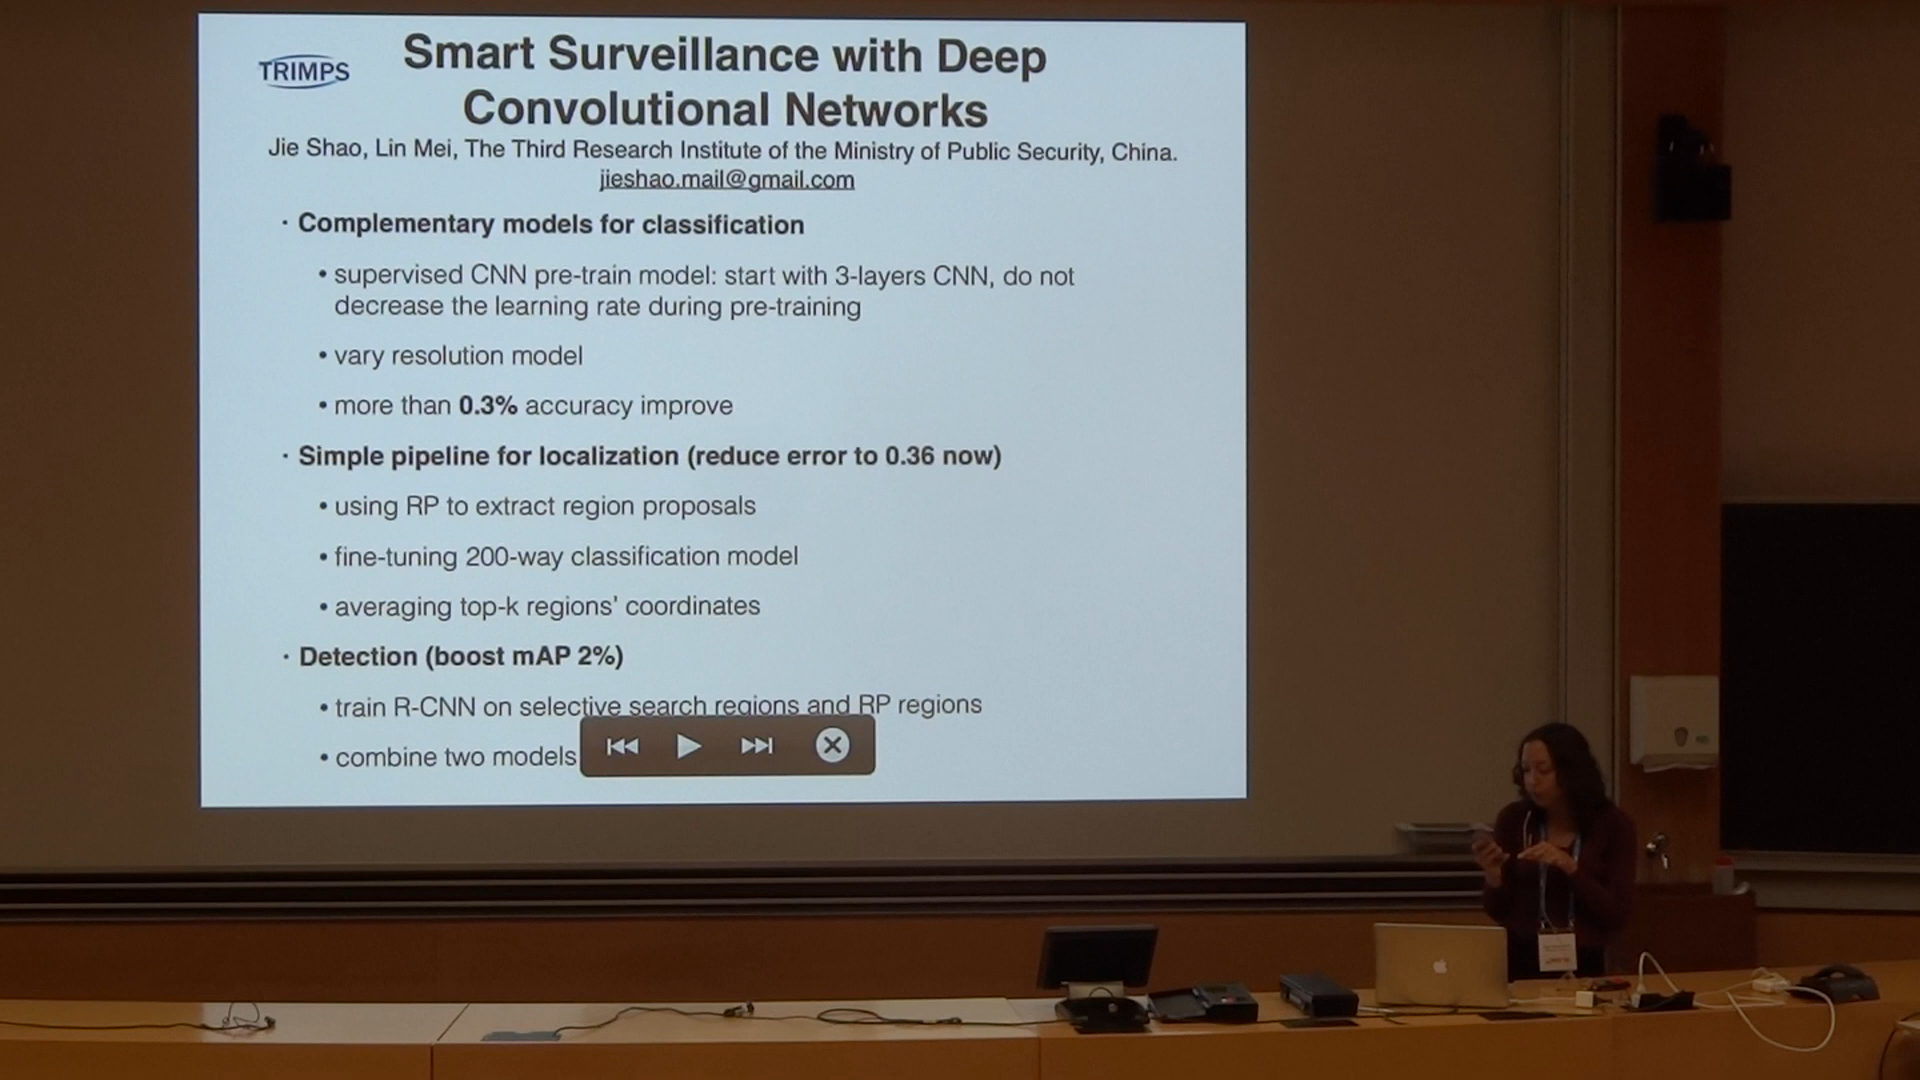 TRIMPS
Smart Surveillance with Deep
Convolutional Networks
Jie Shao, Lin Mei, The Third Research Institute of the Ministry of Public Security, China.
jieshao.mail@gmail.com
· Complementary models for classification
• supervised CNN pre-train model: start with 3-layers CNN, do not
decrease the learning rate during pre-training
• vary resolution model
• more than 0.3% accuracy improve
· Simple pipeline for localization (reduce error to 0.36 now)
• using RP to extract region proposals
• fine-tuning 200-way classification model
• averaging top-k regions' coordinates
· Detection (boost mAP 2%)
• train R-CNN on selective search regions and RP regions
• combine two models